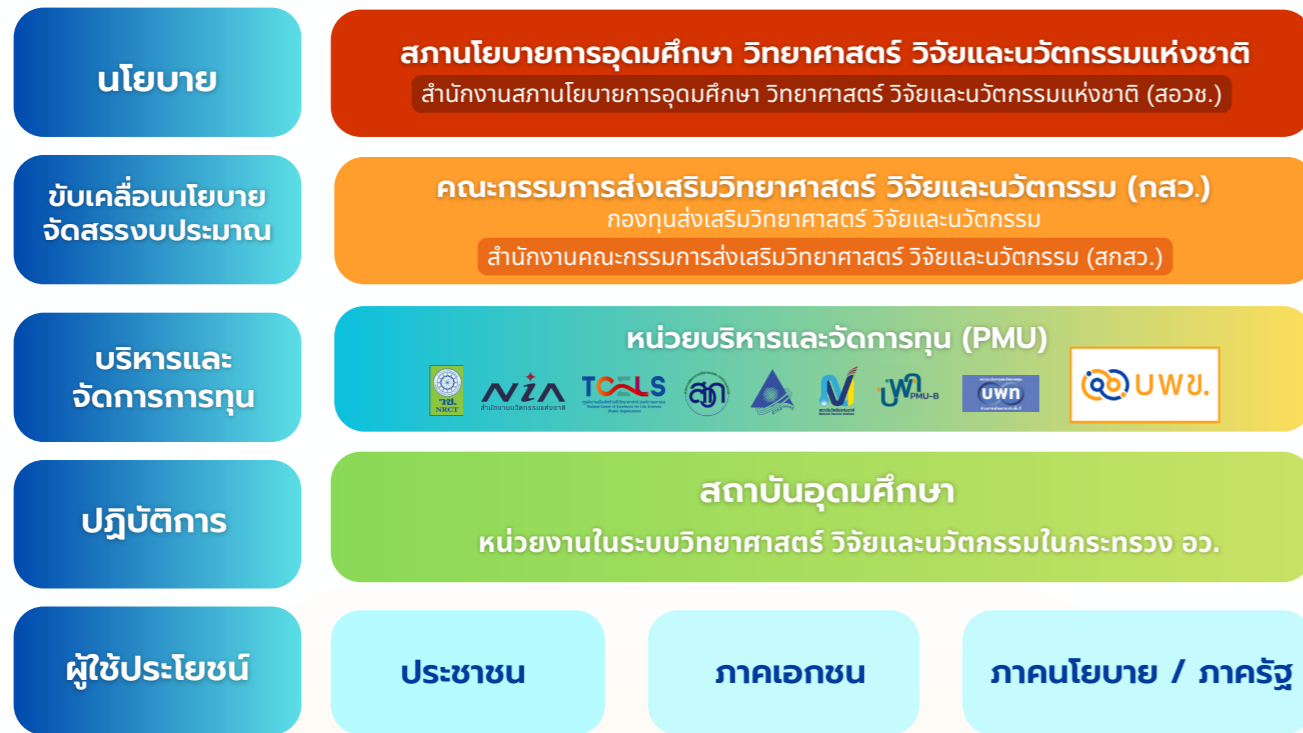 นโยบาย
สภานโยบายการอุดมศึกษา วิทยาศาสตร์ วิจัยและนวัตกรรมแห่งชาติ
สำนักงานสภานโยบายการอุดมศึกษา วิทยาศาสตร์ วิจัยและนวัตกรรมแห่งชาติ (สอวช.)
ขับเคลื่อนนโยบาย
จัดสรรงบประมาณ
คณะกรรมการส่งเสริมวิทยาศาสตร์ วิจัยและนวัตกรรม (กสว.)
กองทุนส่งเสริมวิทยาศาสตร์ วิจัยและนวัตกรรม
สำนักงานคณะกรรมการส่งเสริมวิทยาศาสตร์ วิจัยและนวัตกรรม (สกสว.)
บริหารและ
จัดการการทุน
หน่วยบริหารและจัดการทุน (PMU)
วช.
NRCT
NIA
สำนักงานนวัตกรรมแห่งชาติ
TCELS
PMU-B
บพท
บพข.
ปฏิบัติการ
สถาบันอุดมศึกษา
หน่วยงานในระบบวิทยาศาสตร์ วิจัยและนวัตกรรมในกระทรวง อว.
ผู้ใช้ประโยชน์
ประชาชน
ภาคเอกชน
ภาคนโยบาย / ภาครัฐ